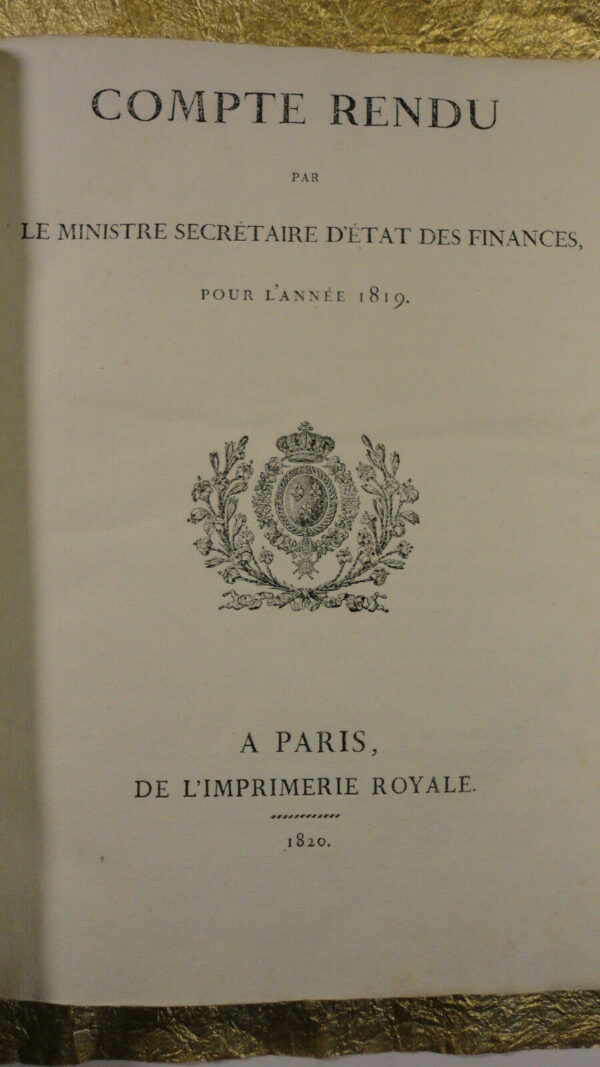 COMPTE RENDU
PAR
LE MINISTRE SECRÉTAIRE D'ÉTAT DES FINANCES,
POUR L'ANNÉE 1819.
A PARIS,
DE L'IMPRIMERIE ROYALE.
1820.